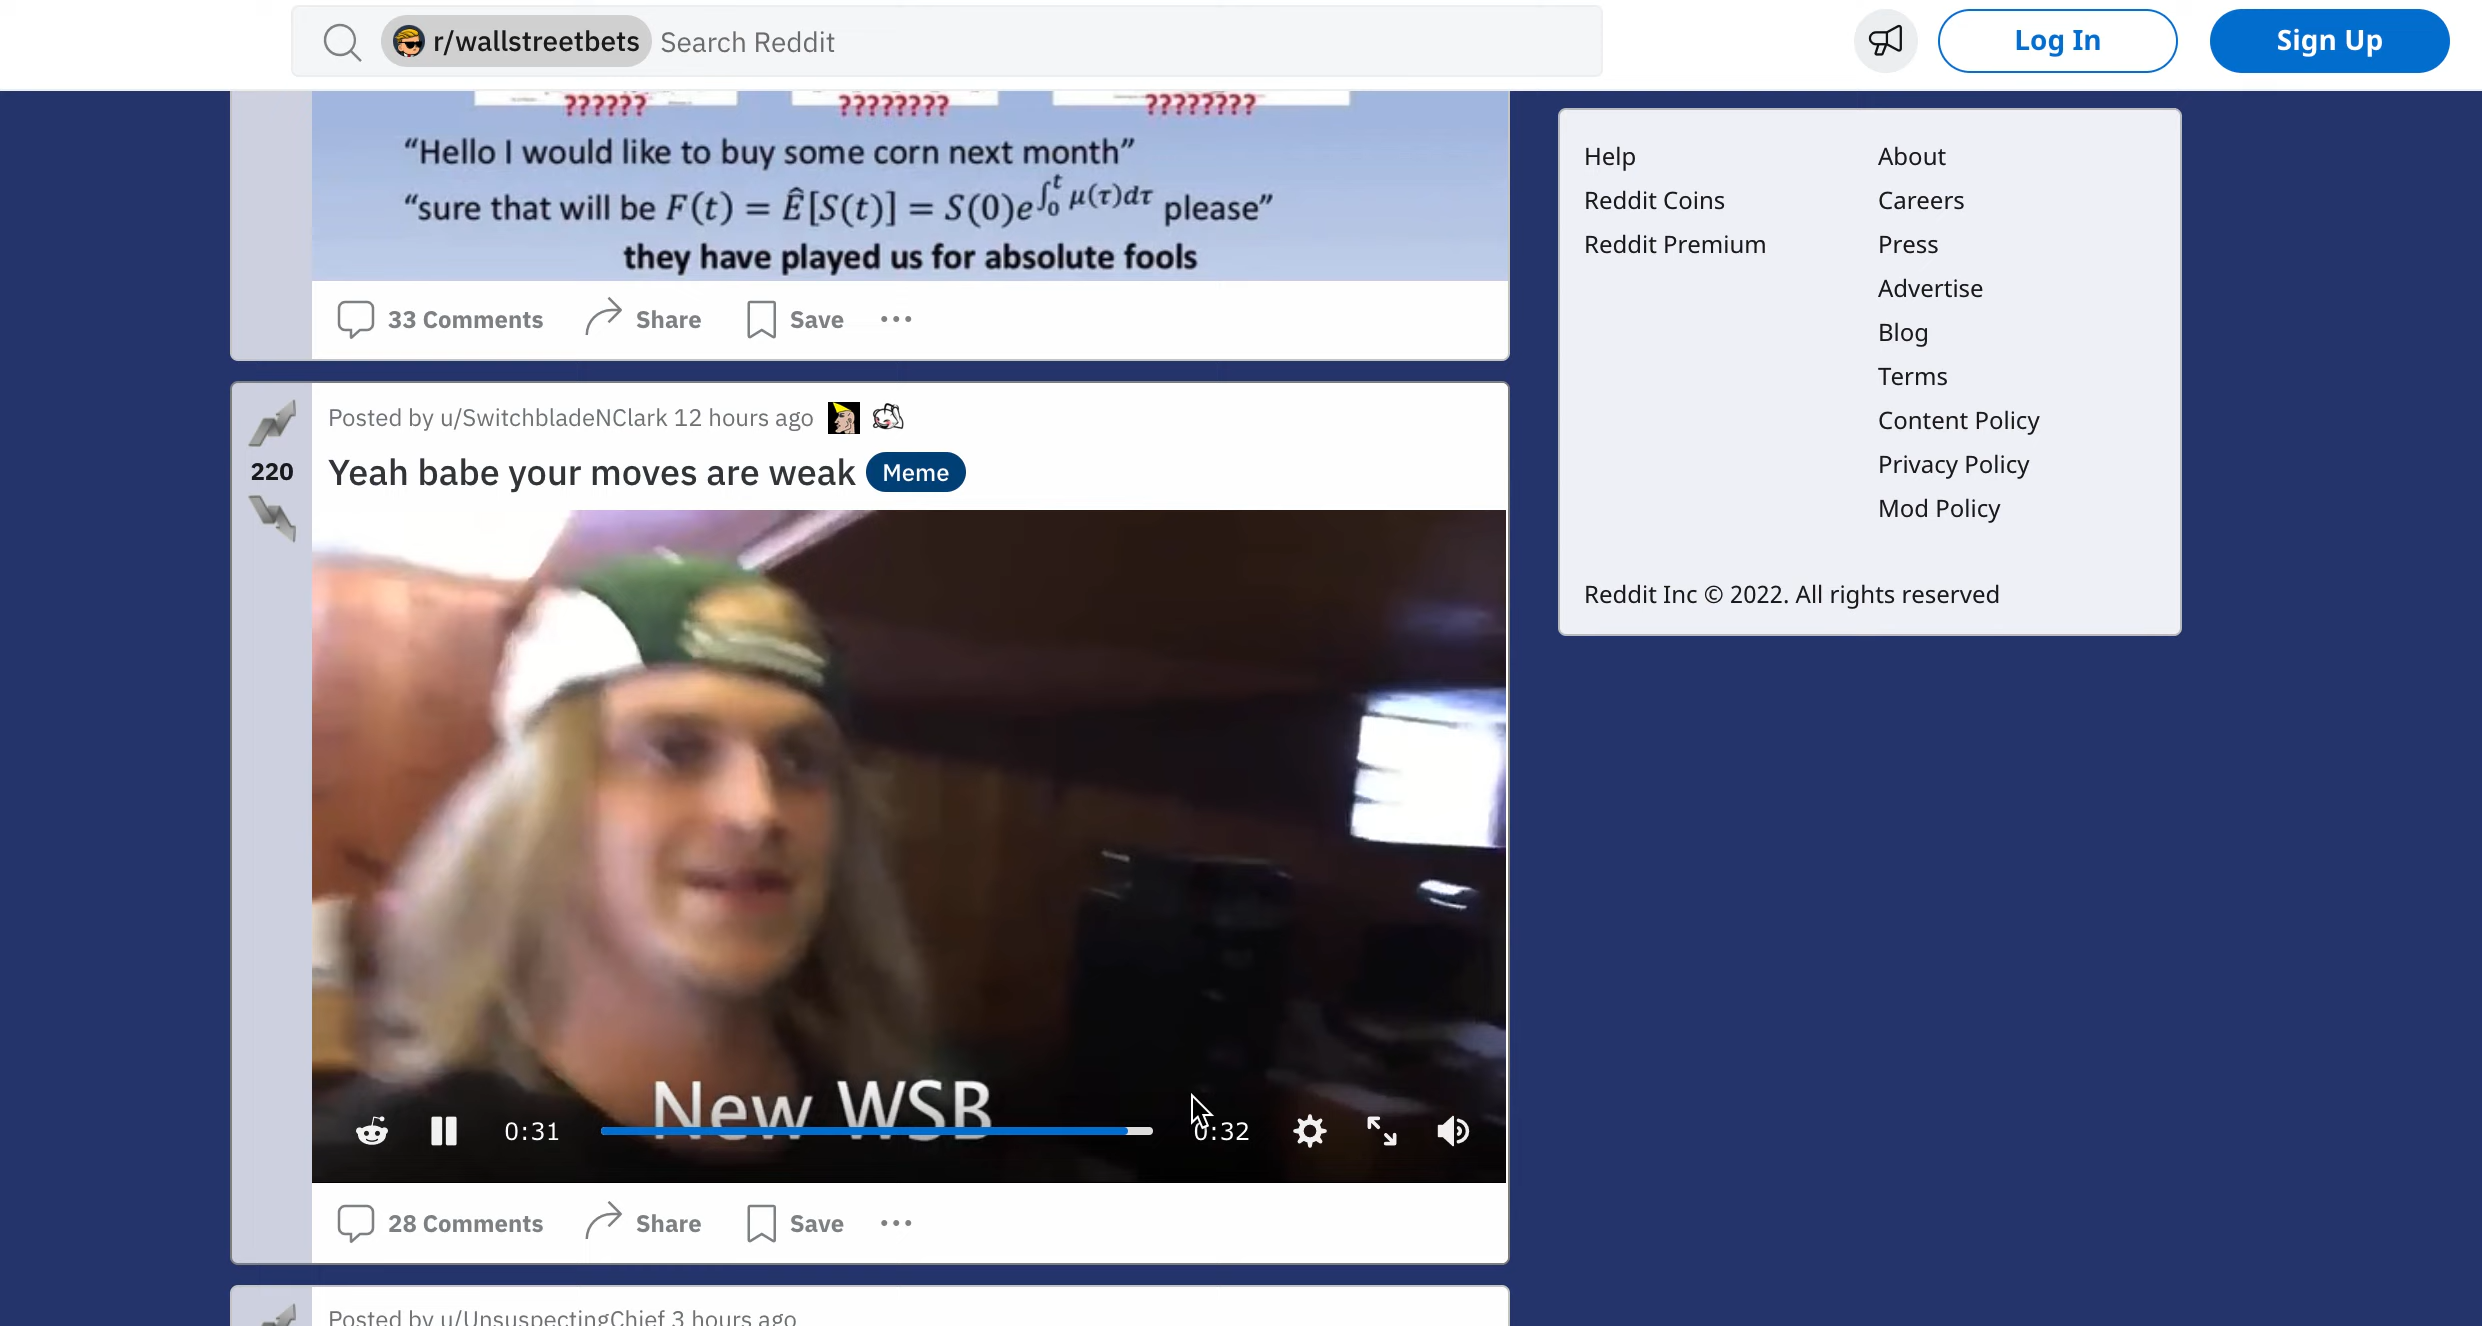 r/wallstreetbets Search Reddit
Log In
Sign Up
?????? ???????? ????????
“Hello I would like to buy some corn next month”
“sure that will be F(t) = Ê[S(t)] = S(0)e^∫₀ᵗ μ(τ)dτ please”
they have played us for absolute fools
33 Comments Share Save
Posted by u/SwitchbladeNClark 12 hours ago
220
Yeah babe your moves are weak Meme
New WSB
0:31
0:32
28 Comments Share Save
Posted by u/UnsuspectingChief 3 hours ago
Help
Reddit Coins
Reddit Premium
About
Careers
Press
Advertise
Blog
Terms
Content Policy
Privacy Policy
Mod Policy
Reddit Inc © 2022. All rights reserved